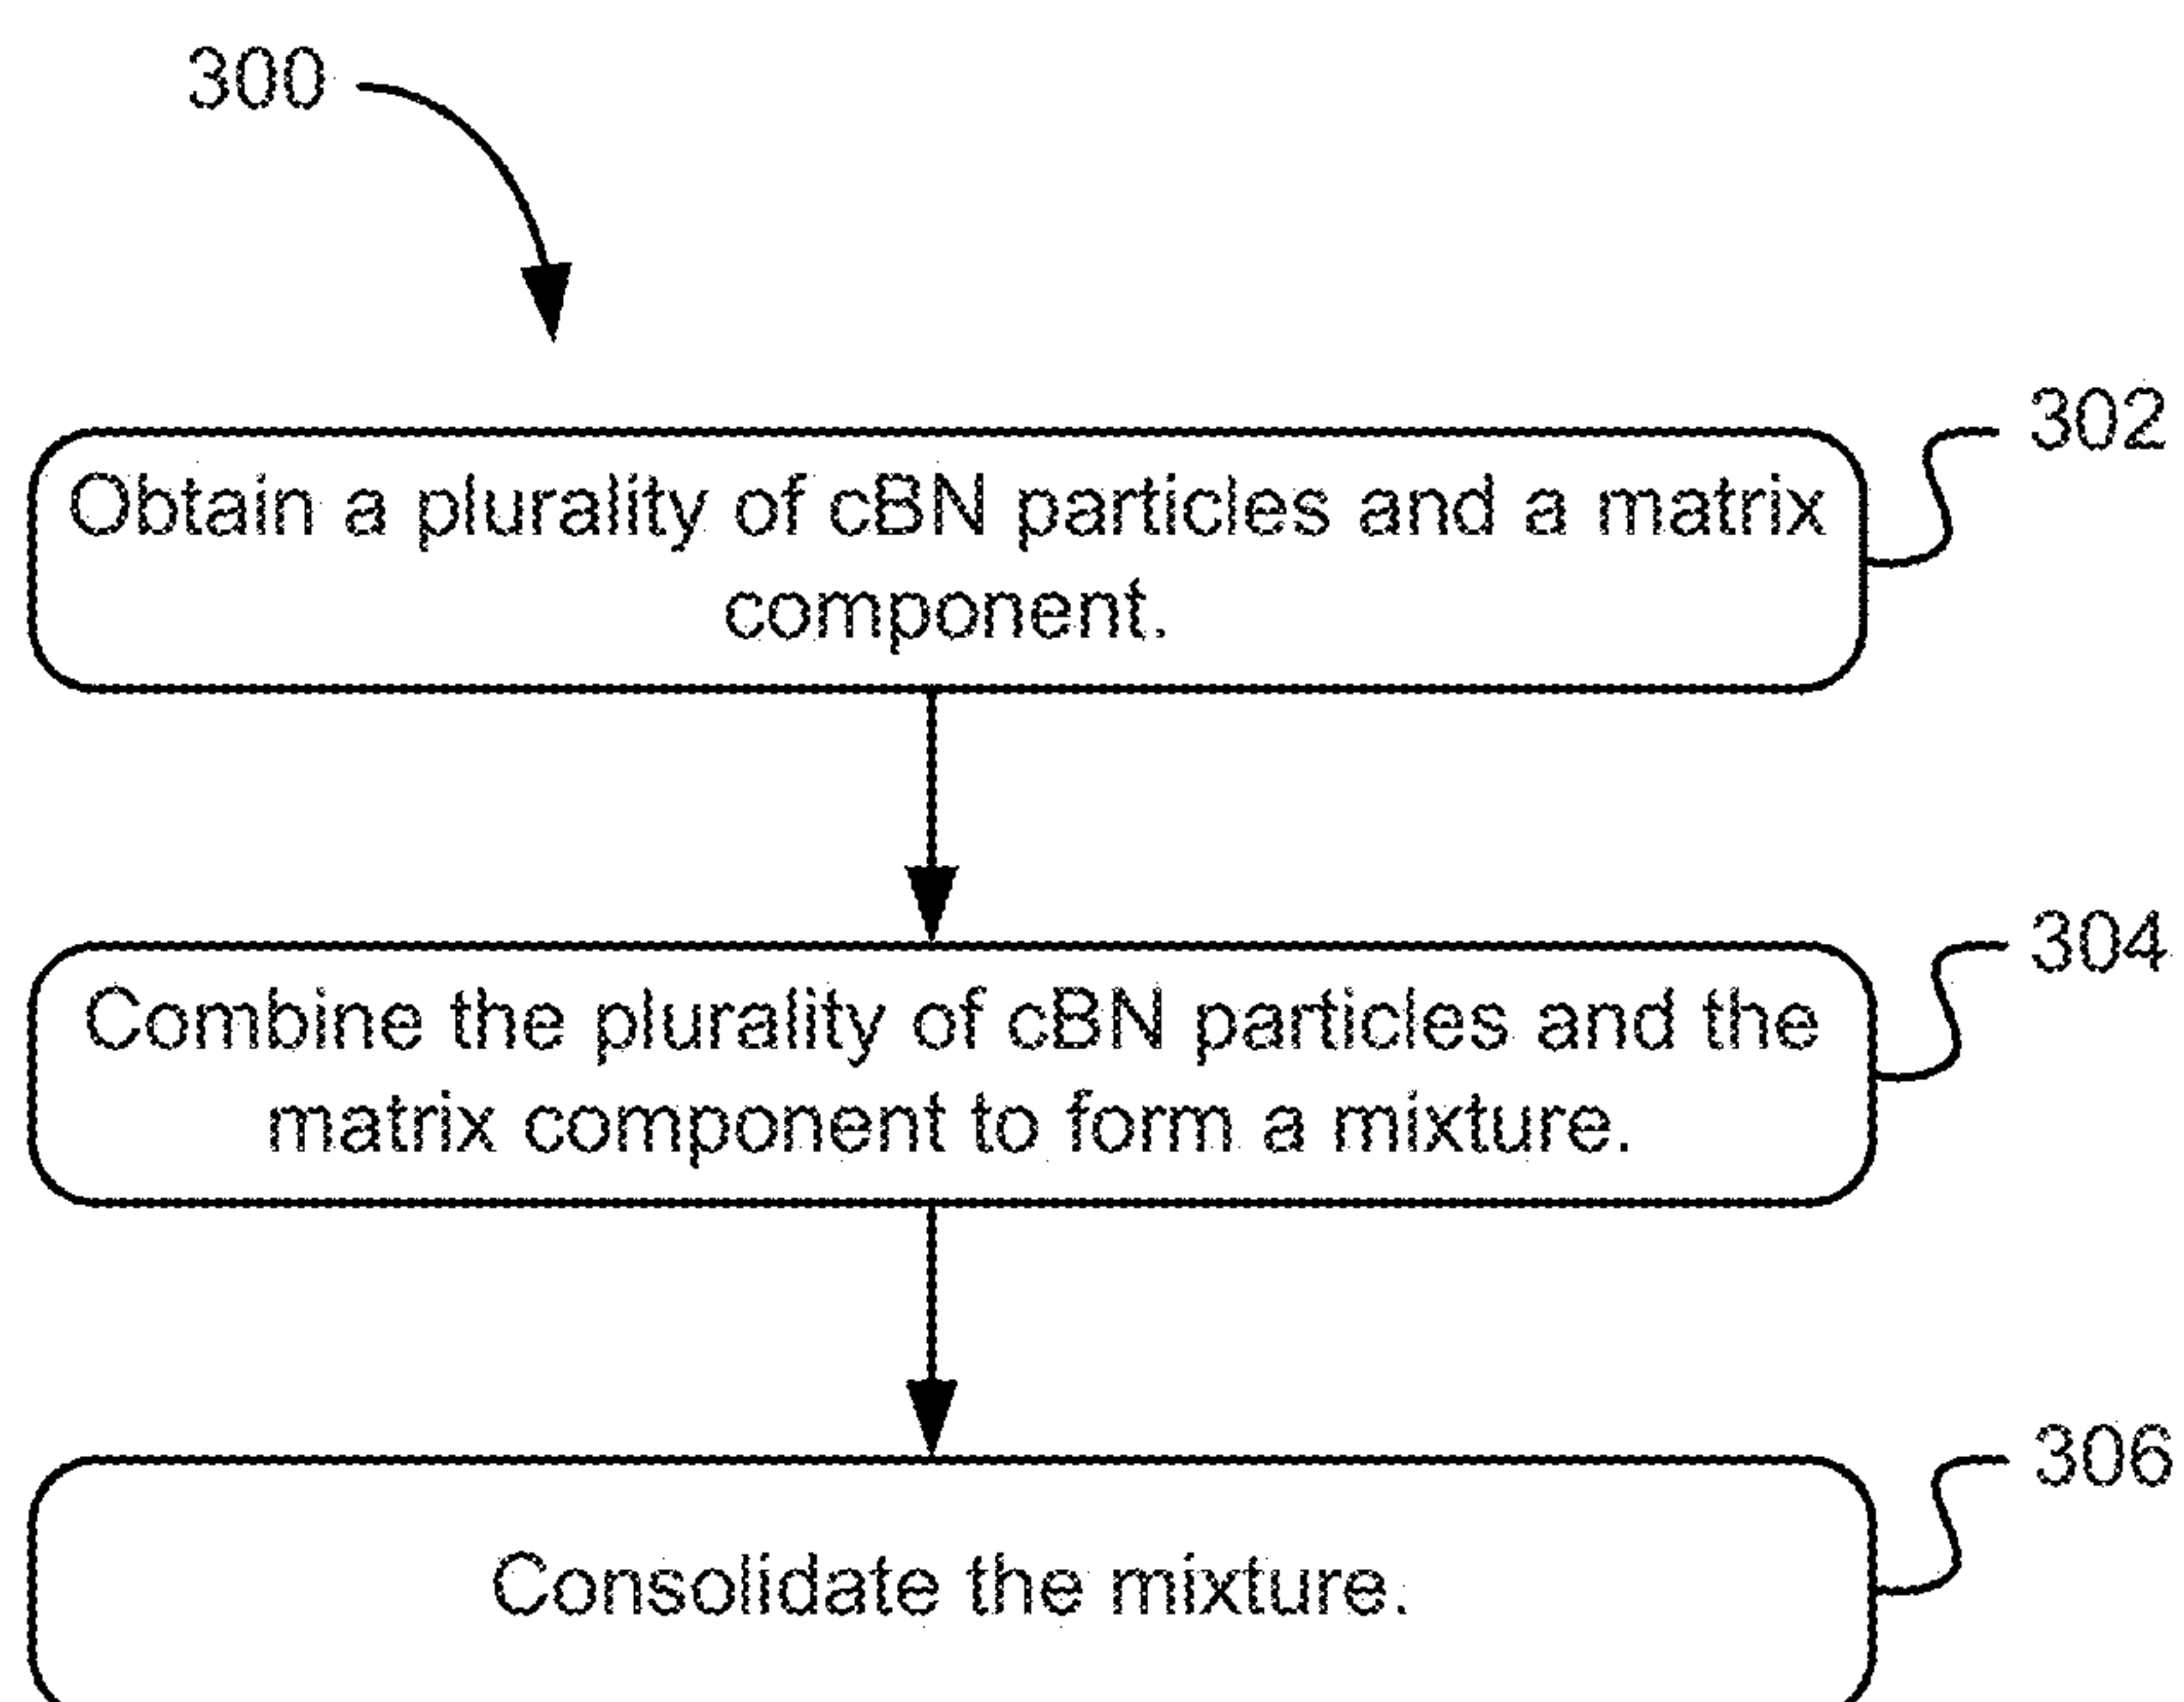 300
302
Obtain a plurality of cBN particles and a matrix
component.
304
Combine the plurality of cBN particles and the
matrix component to form a mixture.
306
Consolidate the mixture.